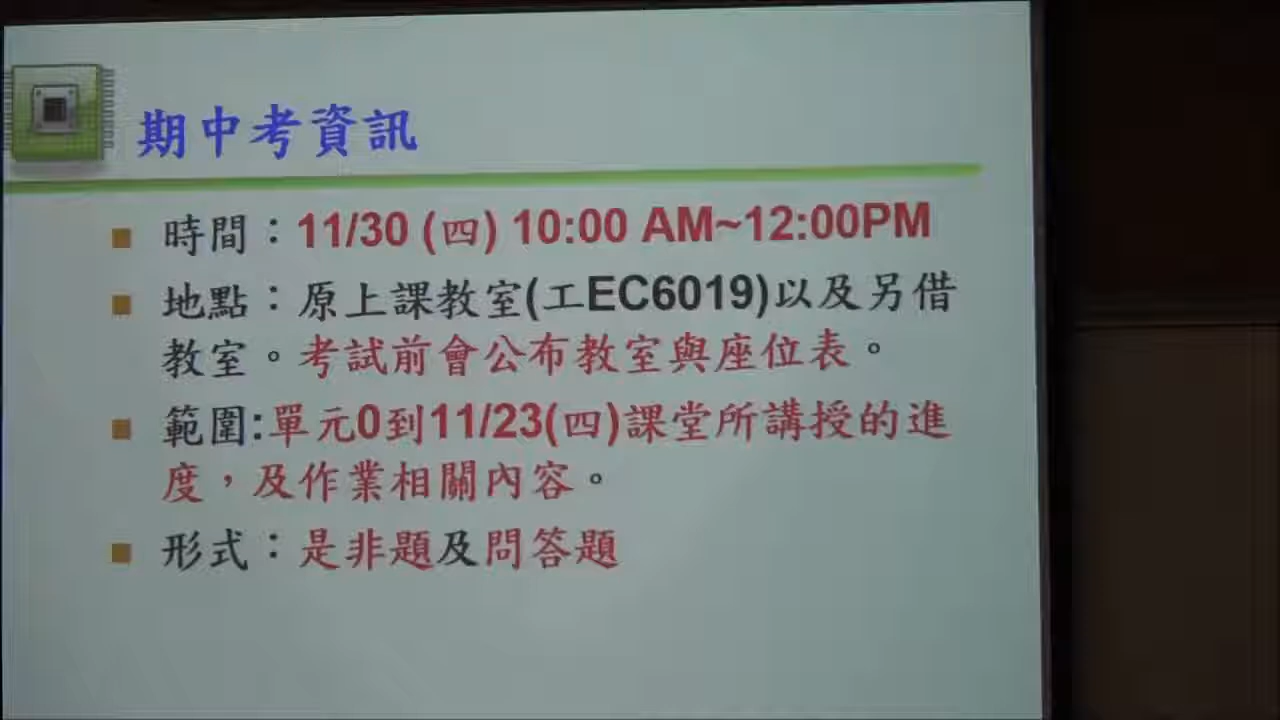 期中考資訊
時間：11/30 (四) 10:00 AM~12:00PM
地點：原上課教室(工EC6019)以及另借
教室。考試前會公布教室與座位表。
範圍:單元0到11/23(四)課堂所講授的進
度，及作業相關內容。
形式：是非題及問答題